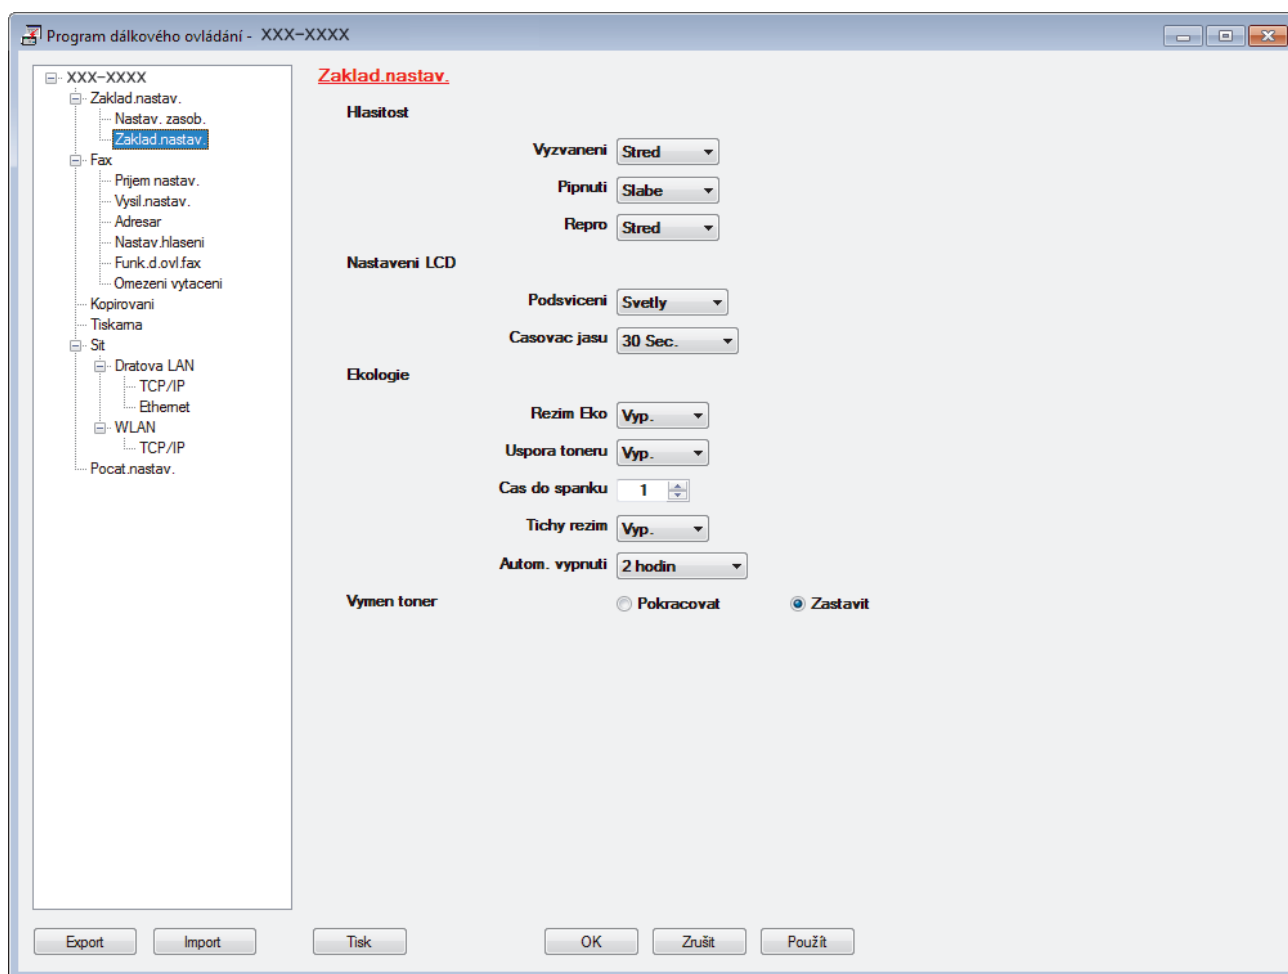 Program dálkového ovládání - XXX-XXXX
XXX-XXXX
Zaklad.nastav.
Nastav. zasob.
Zaklad.nastav.
Fax
Prijem nastav.
Vysil.nastav.
Adresar
Nastav.hlaseni
Funk.d.ovl.fax
Omezeni vytaceni
Kopirovani
Tiskarna
Sit
Dratova LAN
TCP/IP
Ethernet
WLAN
TCP/IP
Pocat.nastav.
Zaklad.nastav.
Hlasitost
Vyzvaneni Stred
Pipnuti Slabe
Repro Stred
Nastaveni LCD
Podsviceni Svetly
Casovac jasu 30 Sec.
Ekologie
Rezim Eko Vyp.
Uspora toneru Vyp.
Cas do spanku 1
Tichy rezim Vyp.
Autom. vypnuti 2 hodin
Vymen toner Pokracovat Zastavit
Export Import Tisk OK Zrušit Použít